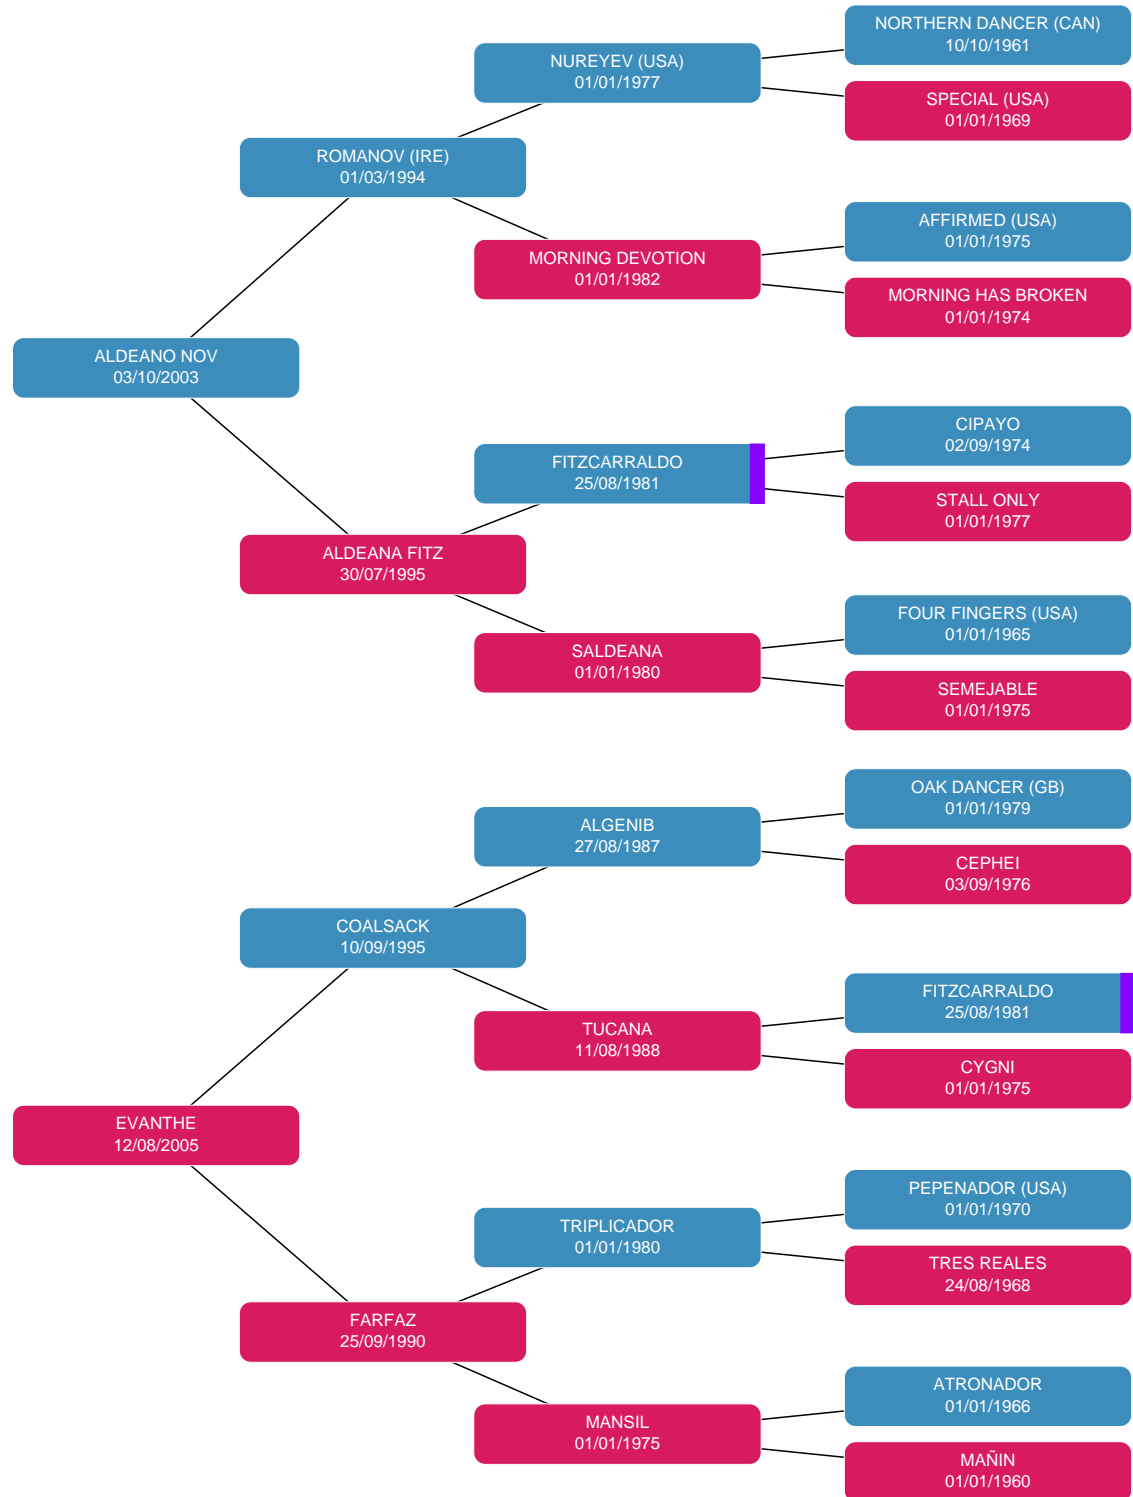 NORTHERN DANCER (CAN)
10/10/1961
NUREYEV (USA)
01/01/1977
SPECIAL (USA)
01/01/1969
ROMANOV (IRE)
01/03/1994
AFFIRMED (USA)
01/01/1975
MORNING DEVOTION
01/01/1982
MORNING HAS BROKEN
01/01/1974
ALDEANO NOV
03/10/2003
CIPAYO
02/09/1974
FITZCARRALDO
25/08/1981
STALL ONLY
01/01/1977
ALDEANA FITZ
30/07/1995
FOUR FINGERS (USA)
01/01/1965
SALDEANA
01/01/1980
SEMEJABLE
01/01/1975
OAK DANCER (GB)
01/01/1979
ALGENIB
27/08/1987
CEPHEI
03/09/1976
COALSACK
10/09/1995
FITZCARRALDO
25/08/1981
TUCANA
11/08/1988
CYGNI
01/01/1975
EVANTHE
12/08/2005
PEPENADOR (USA)
01/01/1970
TRIPLICADOR
01/01/1980
TRES REALES
24/08/1968
FARFAZ
25/09/1990
ATRONADOR
01/01/1966
MANSIL
01/01/1975
MAÑIN
01/01/1960